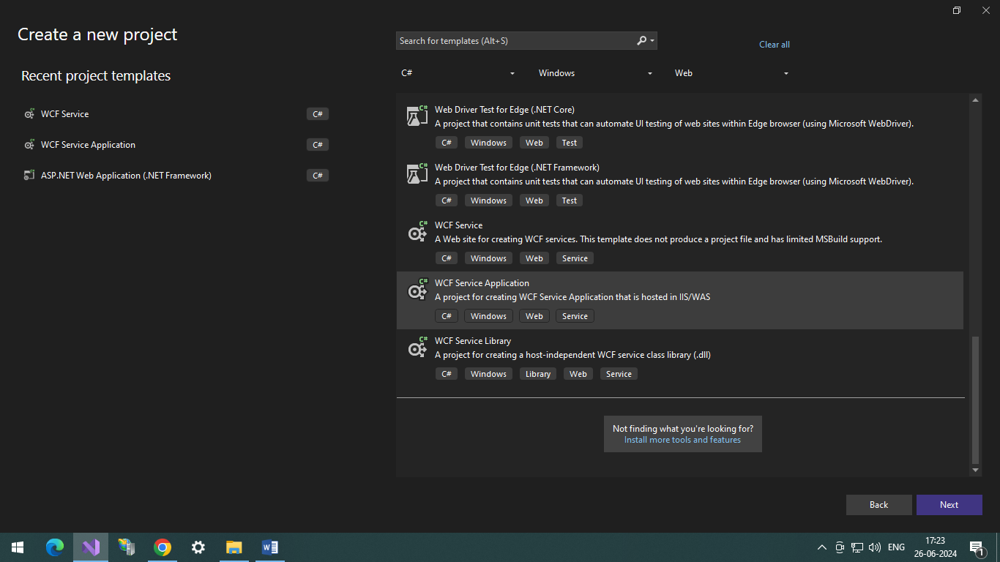 Create a new project
Search for templates (Alt+S)
Clear all
Recent project templates
C#
Windows
Web
WCF Service
C#
WCF Service Application
C#
ASP.NET Web Application (.NET Framework)
C#
C#
Web Driver Test for Edge (.NET Core)
A project that contains unit tests that can automate UI testing of web sites within Edge browser (using Microsoft WebDriver).
C# Windows Web Test
C#
Web Driver Test for Edge (.NET Framework)
A project that contains unit tests that can automate UI testing of web sites within Edge browser (using Microsoft WebDriver).
C# Windows Web Test
C#
WCF Service
A Web site for creating WCF services. This template does not produce a project file and has limited MSBuild support.
C# Windows Web Service
C#
WCF Service Application
A project for creating WCF Service Application that is hosted in IIS/WAS
C# Windows Web Service
C#
WCF Service Library
A project for creating a host-independent WCF service class library (.dll)
C# Windows Library Web Service
Not finding what you're looking for?
Install more tools and features
Back
Next
ENG
17:23
26-06-2024
1